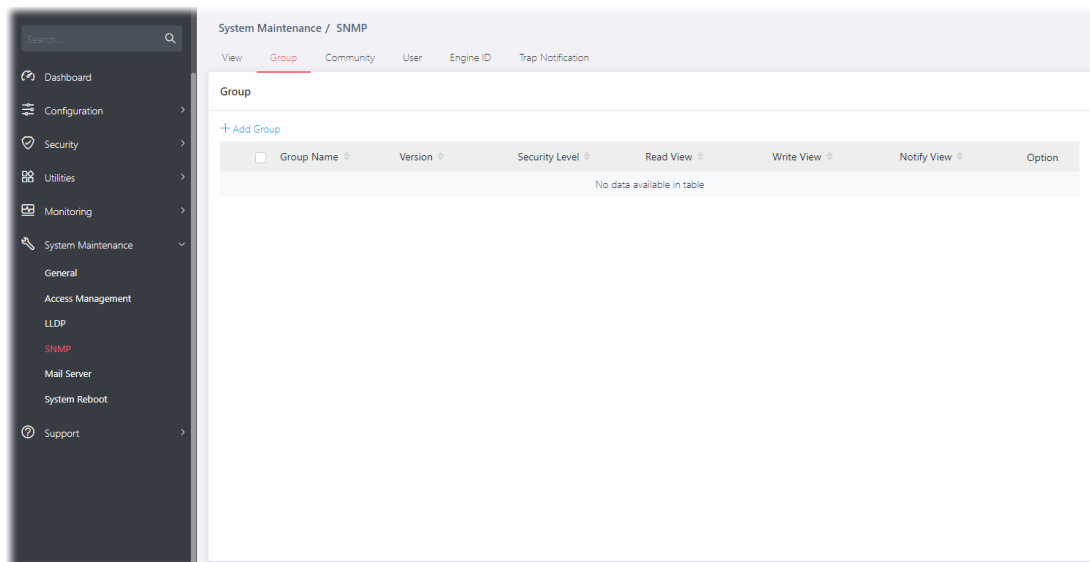 Search...
Dashboard
Configuration
Security
Utilities
Monitoring
System Maintenance
General
Access Management
LLDP
SNMP
Mail Server
System Reboot
Support
System Maintenance / SNMP
View Group Community User Engine ID Trap Notification
Group
+ Add Group
Group Name Version Security Level Read View Write View Notify View Option
No data available in table